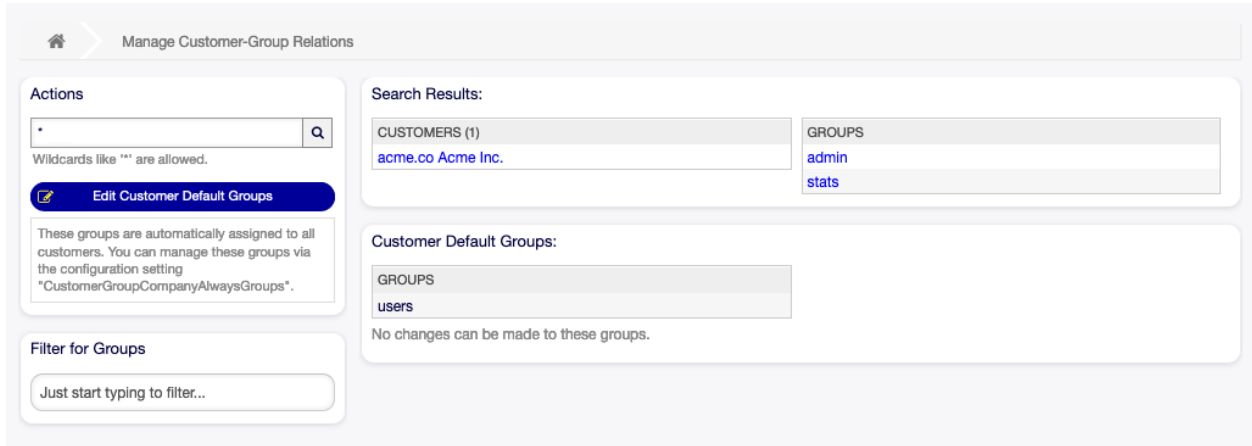 Manage Customer-Group Relations
Actions
*
Wildcards like '*' are allowed.
Edit Customer Default Groups
These groups are automatically assigned to all
customers. You can manage these groups via
the configuration setting
"CustomerGroupCompanyAlwaysGroups".
Filter for Groups
Just start typing to filter...
Search Results:
CUSTOMERS (1)
acme.co Acme Inc.
GROUPS
admin
stats
Customer Default Groups:
GROUPS
users
No changes can be made to these groups.